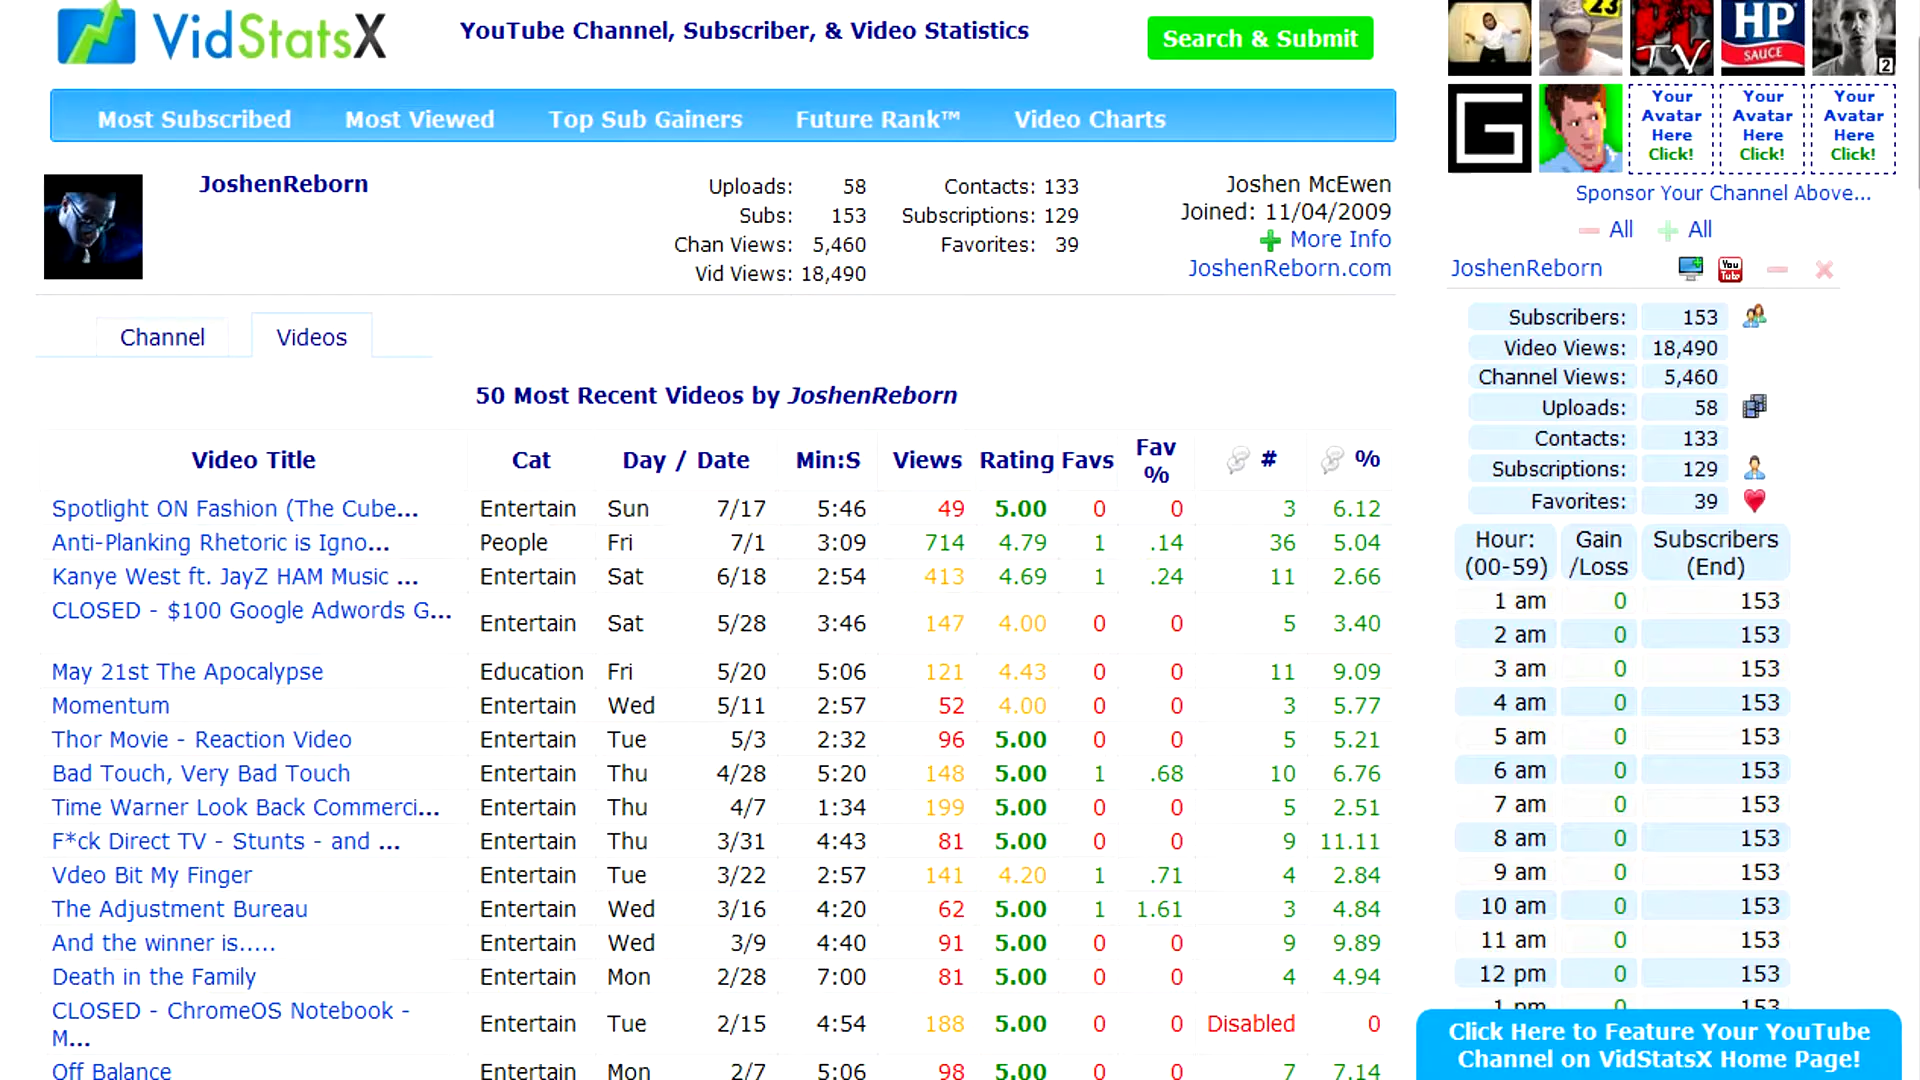 VidStatsX
YouTube Channel, Subscriber, & Video Statistics
Search & Submit
Most Subscribed Most Viewed Top Sub Gainers Future Rank™ Video Charts
JoshenReborn
Uploads: 58
Subs: 153
Chan Views: 5,460
Vid Views: 18,490
Contacts: 133
Subscriptions: 129
Favorites: 39
Joshen McEwen
Joined: 11/04/2009
More Info
JoshenReborn.com
Channel Videos
50 Most Recent Videos by JoshenReborn
Video Title Cat Day / Date Min:S Views Rating Favs Fav % # %
Spotlight ON Fashion (The Cube... Entertain Sun 7/17 5:46 49 5.00 0 0 3 6.12
Anti-Planking Rhetoric is Igno... People Fri 7/1 3:09 714 4.79 1 .14 36 5.04
Kanye West ft. JayZ HAM Music ... Entertain Sat 6/18 2:54 413 4.69 1 .24 11 2.66
CLOSED - $100 Google Adwords G... Entertain Sat 5/28 3:46 147 4.00 0 0 5 3.40
May 21st The Apocalypse Education Fri 5/20 5:06 121 4.43 0 0 11 9.09
Momentum Entertain Wed 5/11 2:57 52 4.00 0 0 3 5.77
Thor Movie - Reaction Video Entertain Tue 5/3 2:32 96 5.00 0 0 5 5.21
Bad Touch, Very Bad Touch Entertain Thu 4/28 5:20 148 5.00 1 .68 10 6.76
Time Warner Look Back Commerci... Entertain Thu 4/7 1:34 199 5.00 0 0 5 2.51
F*ck Direct TV - Stunts - and ... Entertain Thu 3/31 4:43 81 5.00 0 0 9 11.11
Vdeo Bit My Finger Entertain Tue 3/22 2:57 141 4.20 1 .71 4 2.84
The Adjustment Bureau Entertain Wed 3/16 4:20 62 5.00 1 1.61 3 4.84
And the winner is..... Entertain Wed 3/9 4:40 91 5.00 0 0 9 9.89
Death in the Family Entertain Mon 2/28 7:00 81 5.00 0 0 4 4.94
CLOSED - ChromeOS Notebook -
M... Entertain Tue 2/15 4:54 188 5.00 0 0 Disabled 0
Off Balance Entertain Mon 2/7 5:06 98 5.00 0 0 7 7.14
23
TV
HP
SAUCE
2
G
Your Avatar Here Click!
Your Avatar Here Click!
Your Avatar Here Click!
Sponsor Your Channel Above...
All All
JoshenReborn
You Tube
Subscribers: 153
Video Views: 18,490
Channel Views: 5,460
Uploads: 58
Contacts: 133
Subscriptions: 129
Favorites: 39
Hour: (00-59) Gain /Loss Subscribers (End)
1 am 0 153
2 am 0 153
3 am 0 153
4 am 0 153
5 am 0 153
6 am 0 153
7 am 0 153
8 am 0 153
9 am 0 153
10 am 0 153
11 am 0 153
12 pm 0 153
1 pm 0 153
Click Here to Feature Your YouTube
Channel on VidStatsX Home Page!